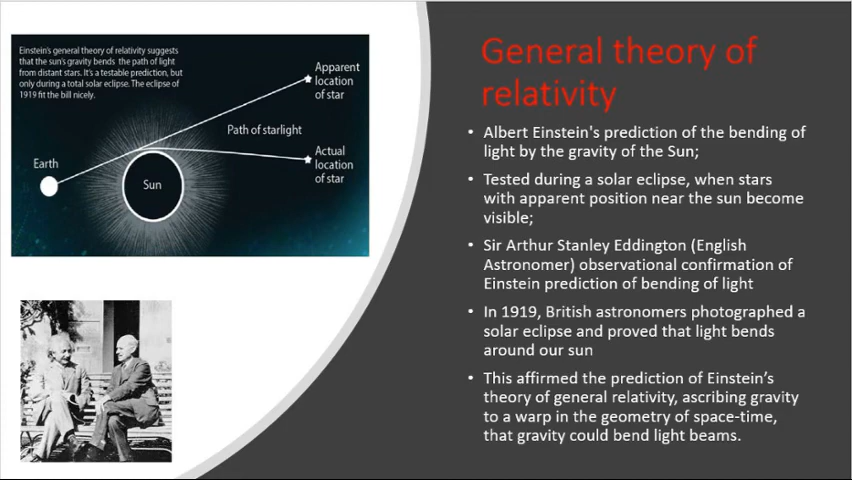 Einstein's general theory of relativity suggests
that the sun's gravity bends the path of light
from distant stars. It's a testable prediction, but
only during a total solar eclipse. The eclipse of
1919 fit the bill nicely.
Apparent
location
of star
Path of starlight
Actual
location
of star
Earth
Sun
General theory of
relativity
• Albert Einstein's prediction of the bending of
light by the gravity of the Sun;
• Tested during a solar eclipse, when stars
with apparent position near the sun become
visible;
• Sir Arthur Stanley Eddington (English
Astronomer) observational confirmation of
Einstein prediction of bending of light
• In 1919, British astronomers photographed a
solar eclipse and proved that light bends
around our sun
• This affirmed the prediction of Einstein's
theory of general relativity, ascribing gravity
to a warp in the geometry of space-time,
that gravity could bend light beams.